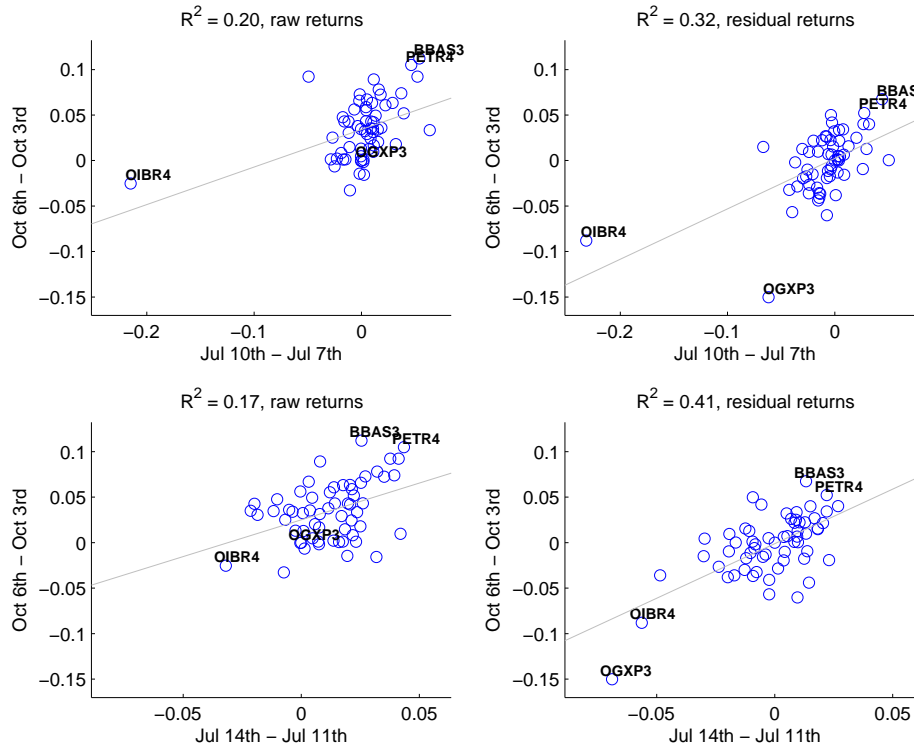 R² = 0.20, raw returns
Oct 6th − Oct 3rd
0.1
0.05
0
−0.05
−0.1
−0.15
BBAS3
PETR4
OGXP3
OIBR4
−0.2
−0.1
0
Jul 10th − Jul 7th
R² = 0.32, residual returns
Oct 6th − Oct 3rd
0.1
0.05
0
−0.05
−0.1
−0.15
BBAS
PETR4
OIBR4
OGXP3
−0.2
−0.1
0
Jul 10th − Jul 7th
R² = 0.17, raw returns
Oct 6th − Oct 3rd
0.1
0.05
0
−0.05
−0.1
−0.15
BBAS3
PETR4
OGXP3
OIBR4
−0.05
0
0.05
Jul 14th − Jul 11th
R² = 0.41, residual returns
Oct 6th − Oct 3rd
0.1
0.05
0
−0.05
−0.1
−0.15
BBAS3
PETR4
OIBR4
OGXP3
−0.05
0
0.05
Jul 14th − Jul 11th